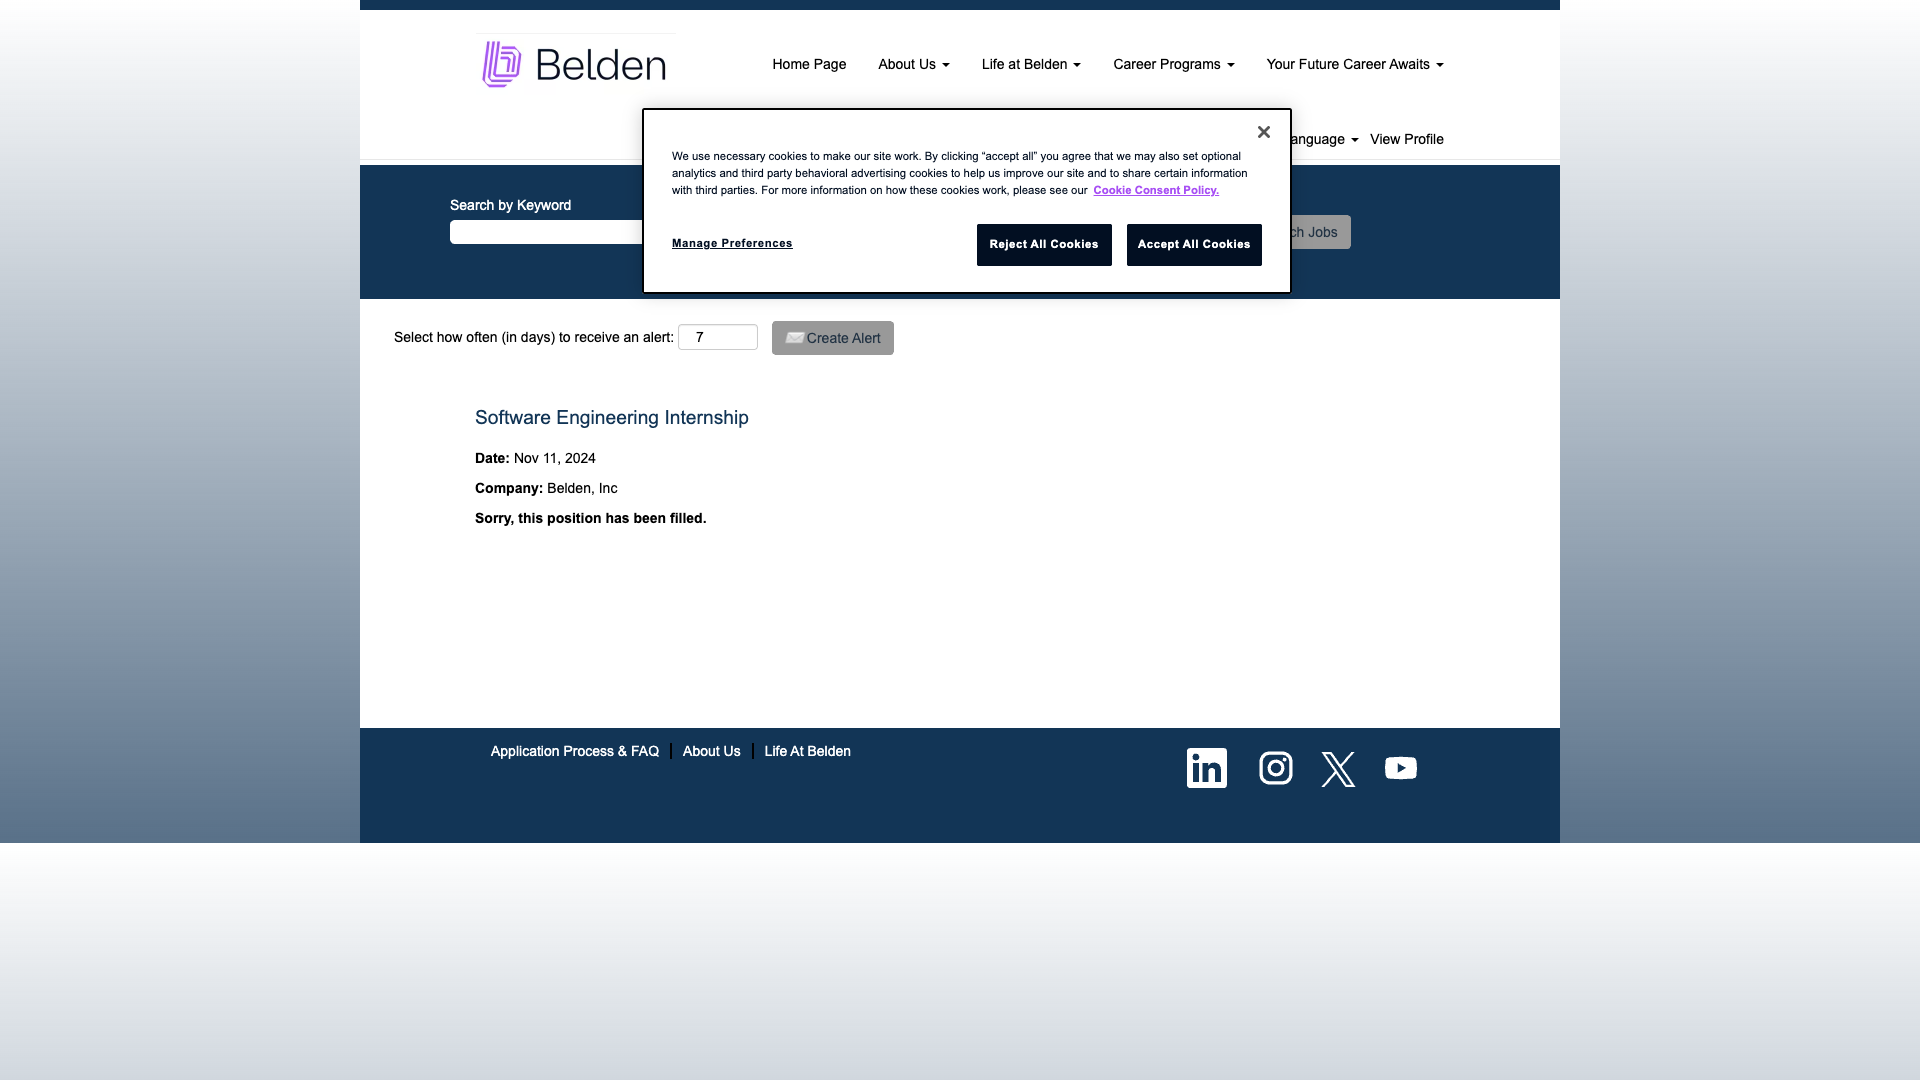 Belden
Home Page About Us Life at Belden Career Programs Your Future Career Awaits
anguage View Profile
We use necessary cookies to make our site work. By clicking “accept all” you agree that we may also set optional
analytics and third party behavioral advertising cookies to help us improve our site and to share certain information
with third parties. For more information on how these cookies work, please see our Cookie Consent Policy.
Manage Preferences Reject All Cookies Accept All Cookies
Search by Keyword
ch Jobs
Select how often (in days) to receive an alert: 7 Create Alert
Software Engineering Internship
Date: Nov 11, 2024
Company: Belden, Inc
Sorry, this position has been filled.
Application Process & FAQ About Us Life At Belden